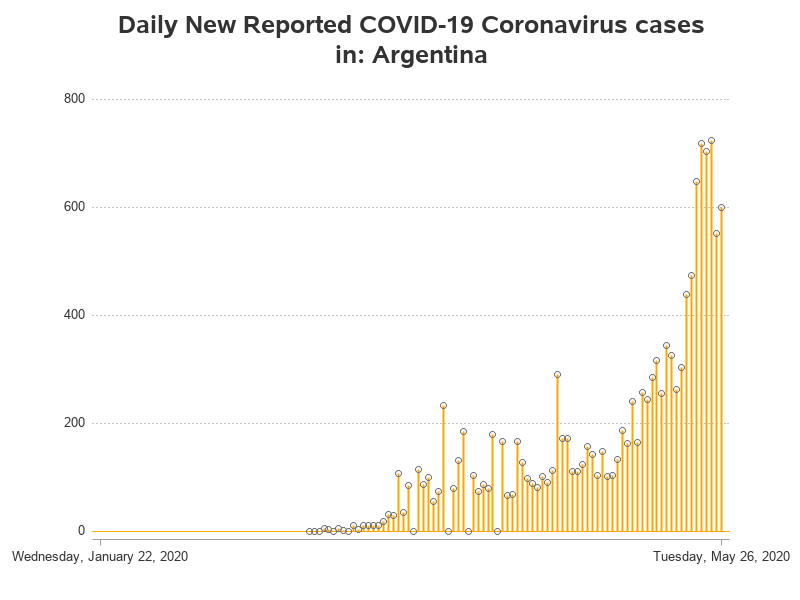 Daily New Reported COVID-19 Coronavirus cases
in: Argentina
800
600
400
200
0
Wednesday, January 22, 2020
Tuesday, May 26, 2020